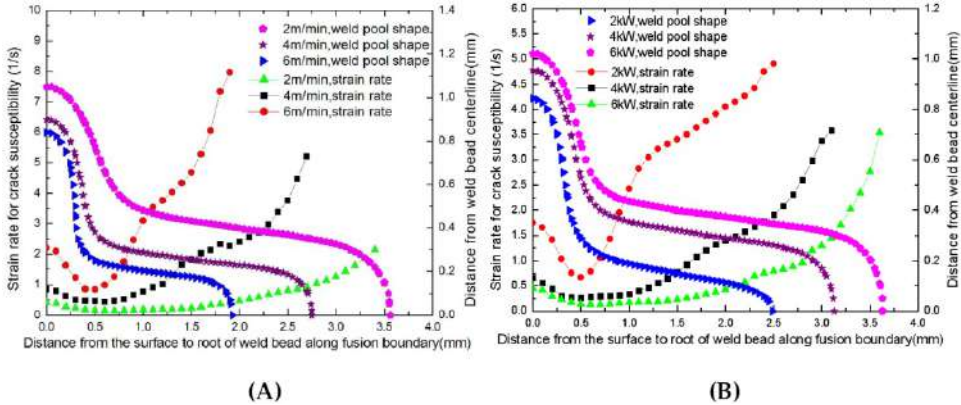 10
9
8
7
6
5
4
3
2
1
0
Strain rate for crack susceptibility (1/s)
2m/min,weld pool shape.
4m/min,weld pool shape
6m/min,weld pool shape
2m/min,strain rate
4m/min,strain rate
6m/min,strain rate
1.4
1.2
1.0
0.8
0.6
0.4
0.2
0.0
Distance from weld bead centerline(mm)
0.0 0.5 1.0 1.5 2.0 2.5 3.0 3.5 4.0
Distance from the surface to root of weld bead along fusion boundary(mm)
(A)
6.0
5.5
5.0
4.5
4.0
3.5
3.0
2.5
2.0
1.5
1.0
0.5
0.0
Strain rate for crack susceptibility (1/s)
2kW,weld pool shape
4kW,weld pool shape
6kW,weld pool shape
2kW,strain rate
4kW,strain rate
6kW,strain rate
1.2
1.0
0.8
0.6
0.4
0.2
0.0
Distance from weld bead centerline(mm)
0.0 0.5 1.0 1.5 2.0 2.5 3.0 3.5 4.0
Distance from the surface to root of weld bead along fusion boundary(mm)
(B)